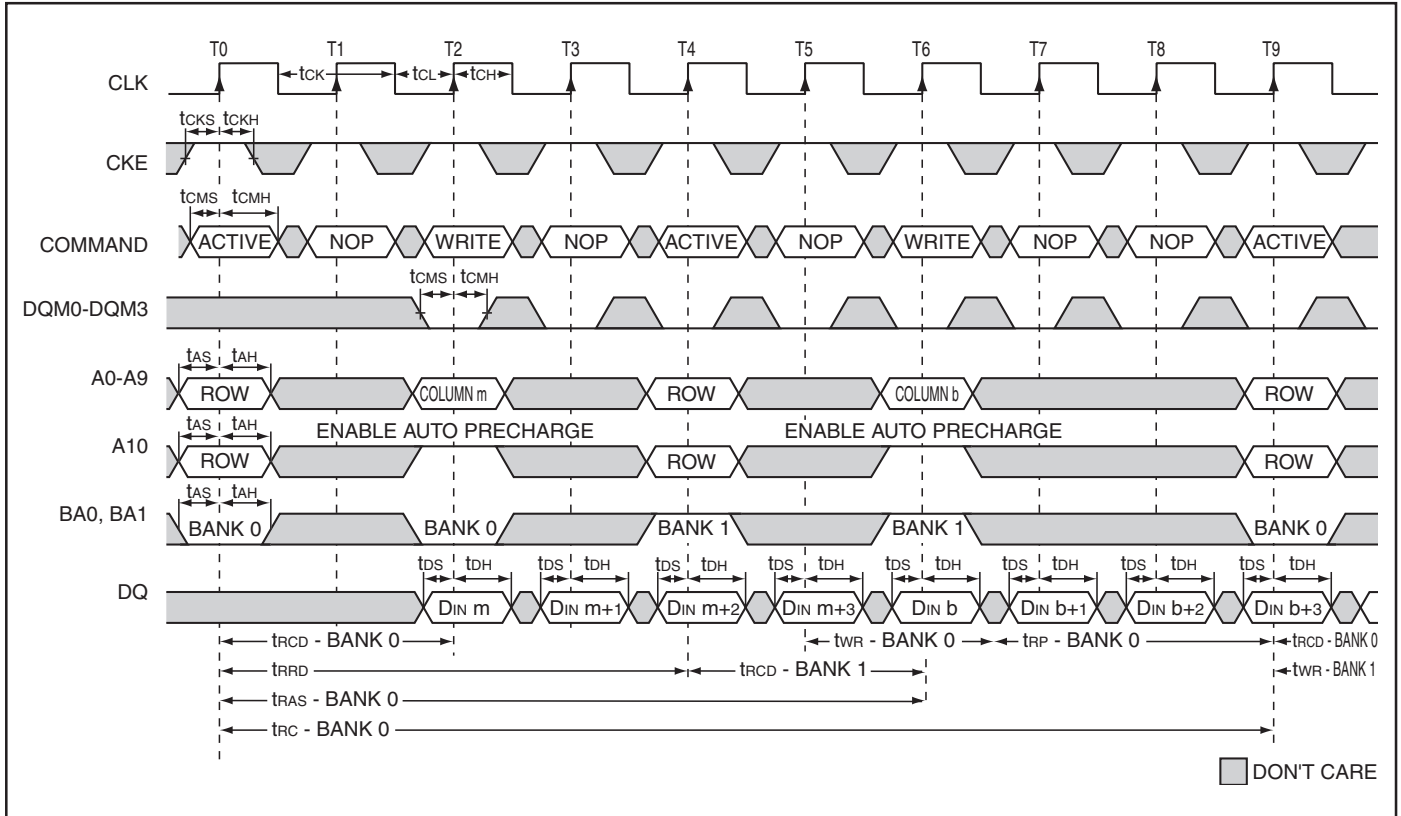 T0 T1 T2 T3 T4 T5 T6 T7 T8 T9
CLK tCK tCL tCH
tCKS tCKH
CKE
tCMS tCMH
COMMAND ACTIVE NOP WRITE NOP ACTIVE NOP WRITE NOP NOP ACTIVE
tCMS tCMH
DQM0-DQM3
tAS tAH
A0-A9 ROW COLUMN m ROW COLUMN b ROW
tAS tAH ENABLE AUTO PRECHARGE ENABLE AUTO PRECHARGE
A10 ROW ROW ROW
tAS tAH
BA0, BA1 BANK 0 BANK 0 BANK 1 BANK 1 BANK 0
tDS tDH tDS tDH tDS tDH tDS tDH tDS tDH tDS tDH tDS tDH tDS tDH
DQ DIN m DIN m+1 DIN m+2 DIN m+3 DIN b DIN b+1 DIN b+2 DIN b+3
tRCD - BANK 0 tWR - BANK 0 tRP - BANK 0 tRCD - BANK 0
tRRD tRCD - BANK 1 tWR - BANK 1
tRAS - BANK 0
tRC - BANK 0
DON'T CARE